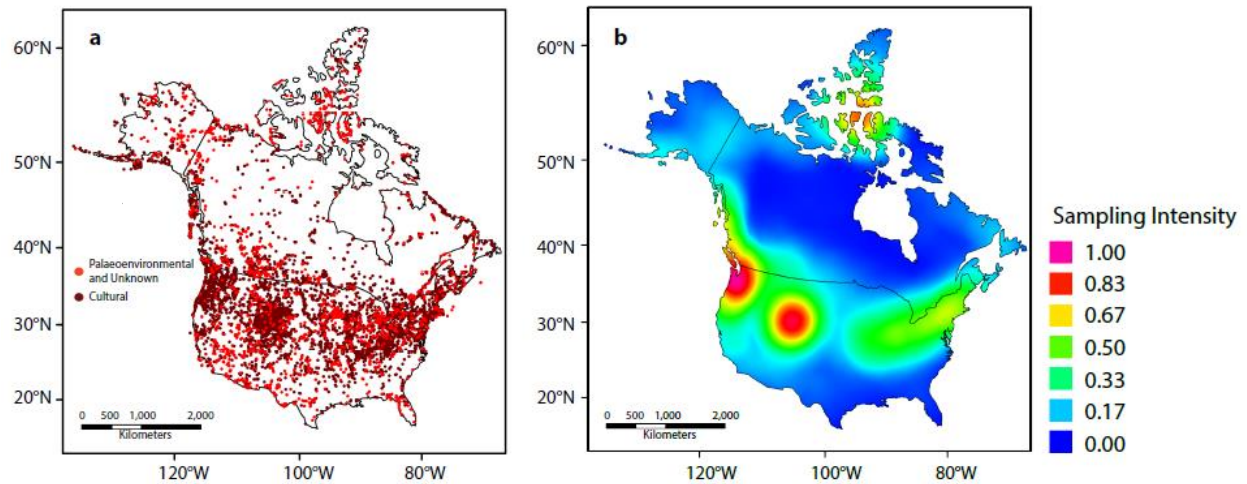 a
60°N
50°N
40°N
30°N
20°N
Palaeoenvironmental
and Unknown
Cultural
0 500 1,000 2,000
Kilometers
120°W 100°W 80°W
b
60°N
50°N
40°N
30°N
20°N
0 500 1,000 2,000
Kilometers
120°W 100°W 80°W
Sampling Intensity
1.00
0.83
0.67
0.50
0.33
0.17
0.00